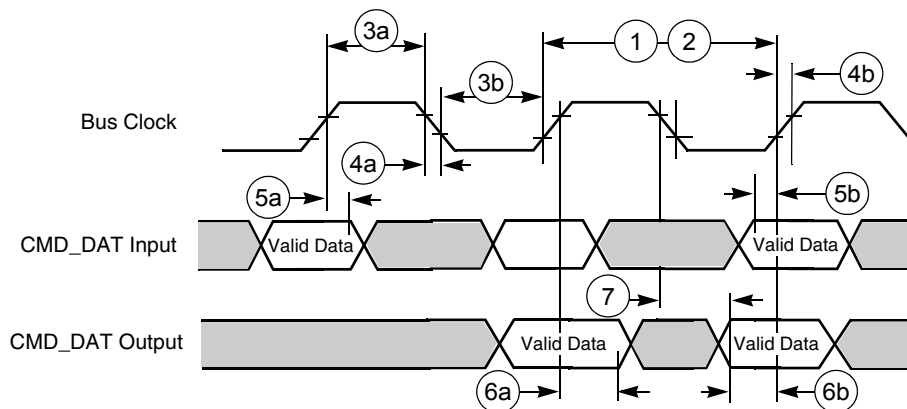 3a
1
2
3b
4b
Bus Clock
4a
5a
5b
CMD_DAT Input
Valid Data
Valid Data
7
CMD_DAT Output
Valid Data
Valid Data
6a
6b